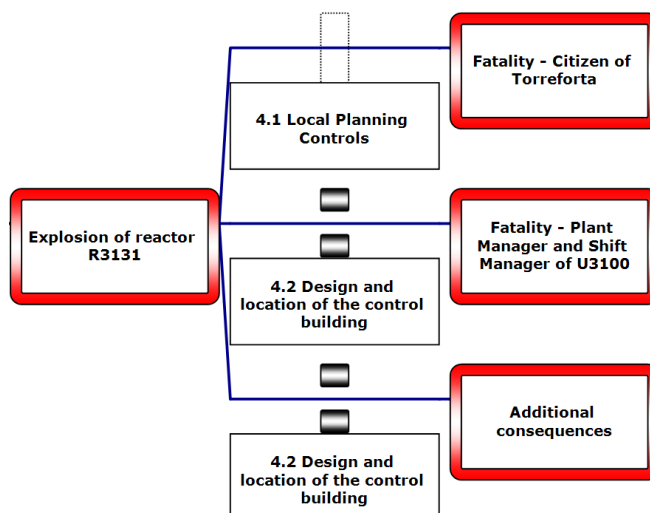 Fatality - Citizen of
Torreforta
4.1 Local Planning
Controls
Explosion of reactor
R3131
Fatality - Plant
Manager and Shift
Manager of U3100
4.2 Design and
location of the control
building
Additional
consequences
4.2 Design and
location of the control
building